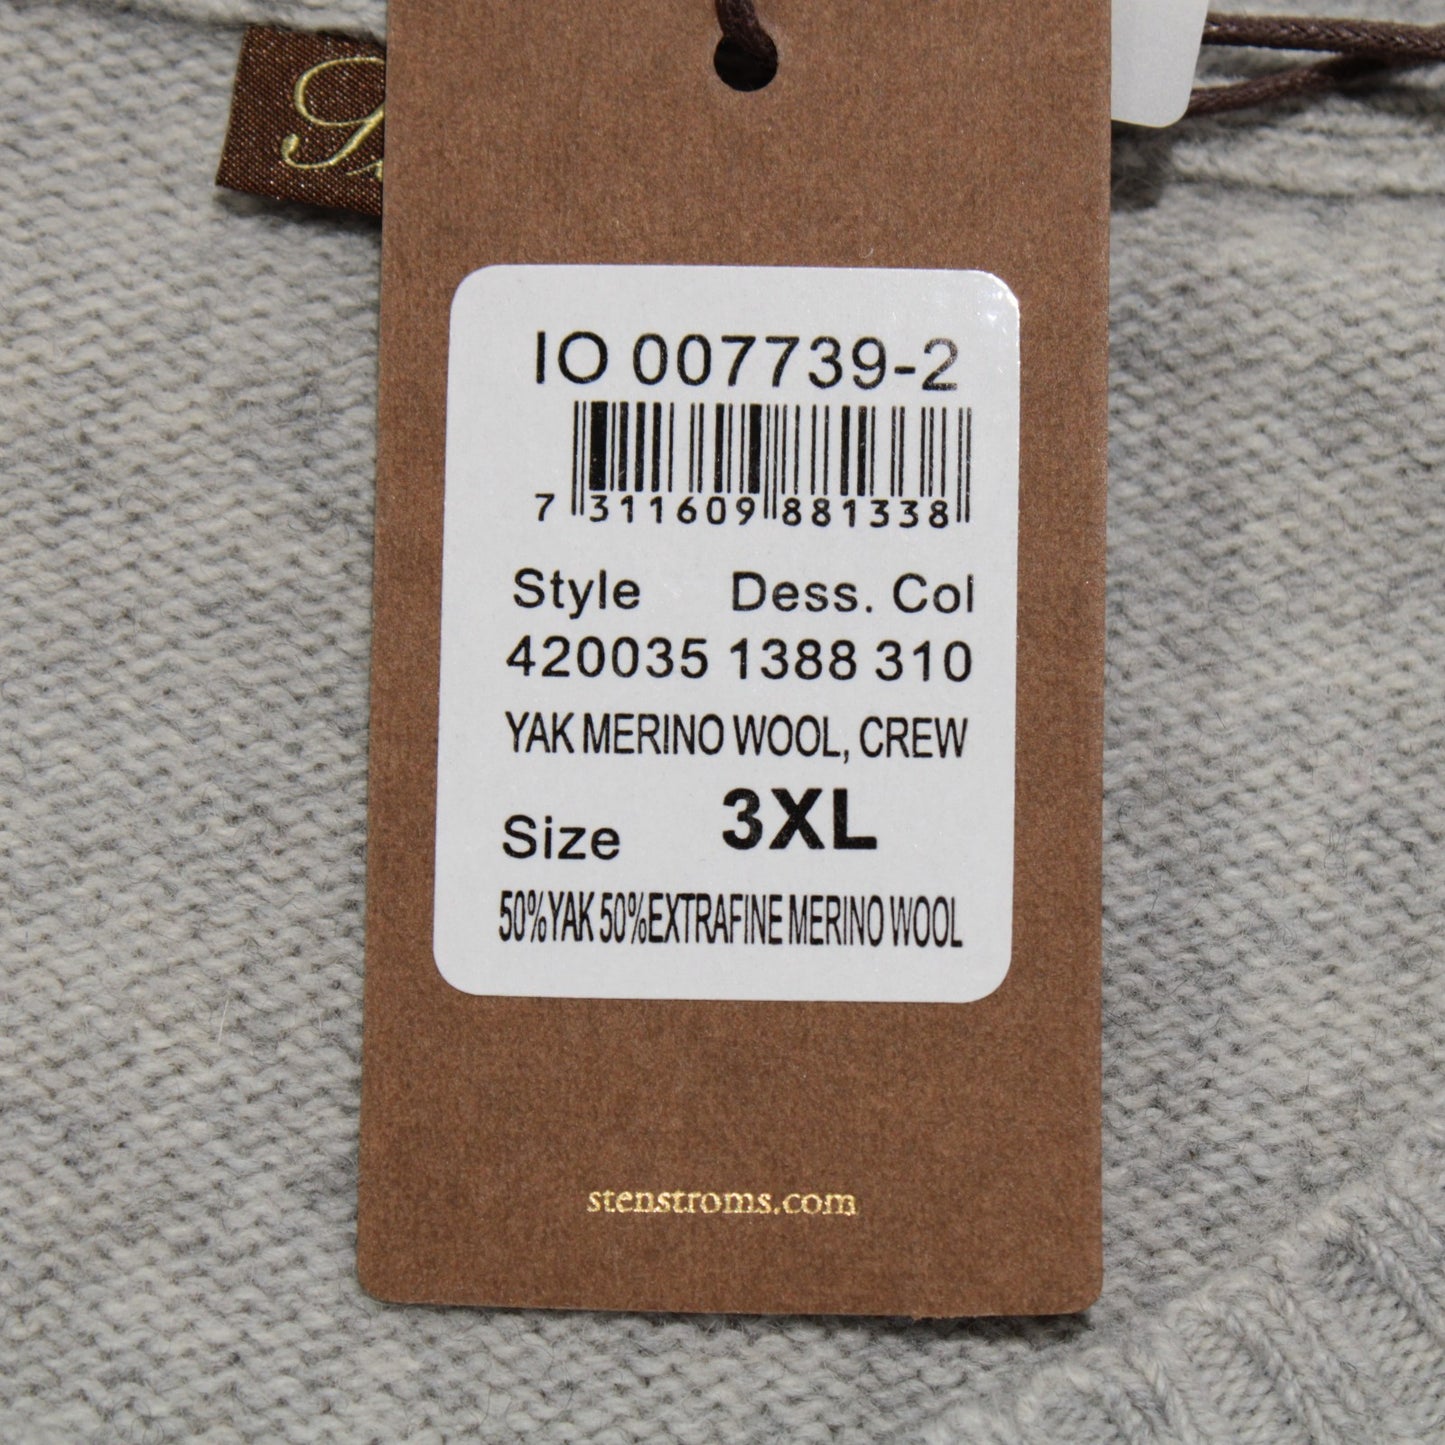 IO 007739-2
7 311609 881338
Style Dess. Col
420035 1388 310
YAK MERINO WOOL, CREW
Size 3XL
50%YAK 50%EXTRAFINE MERINO WOOL
stenstroms.com